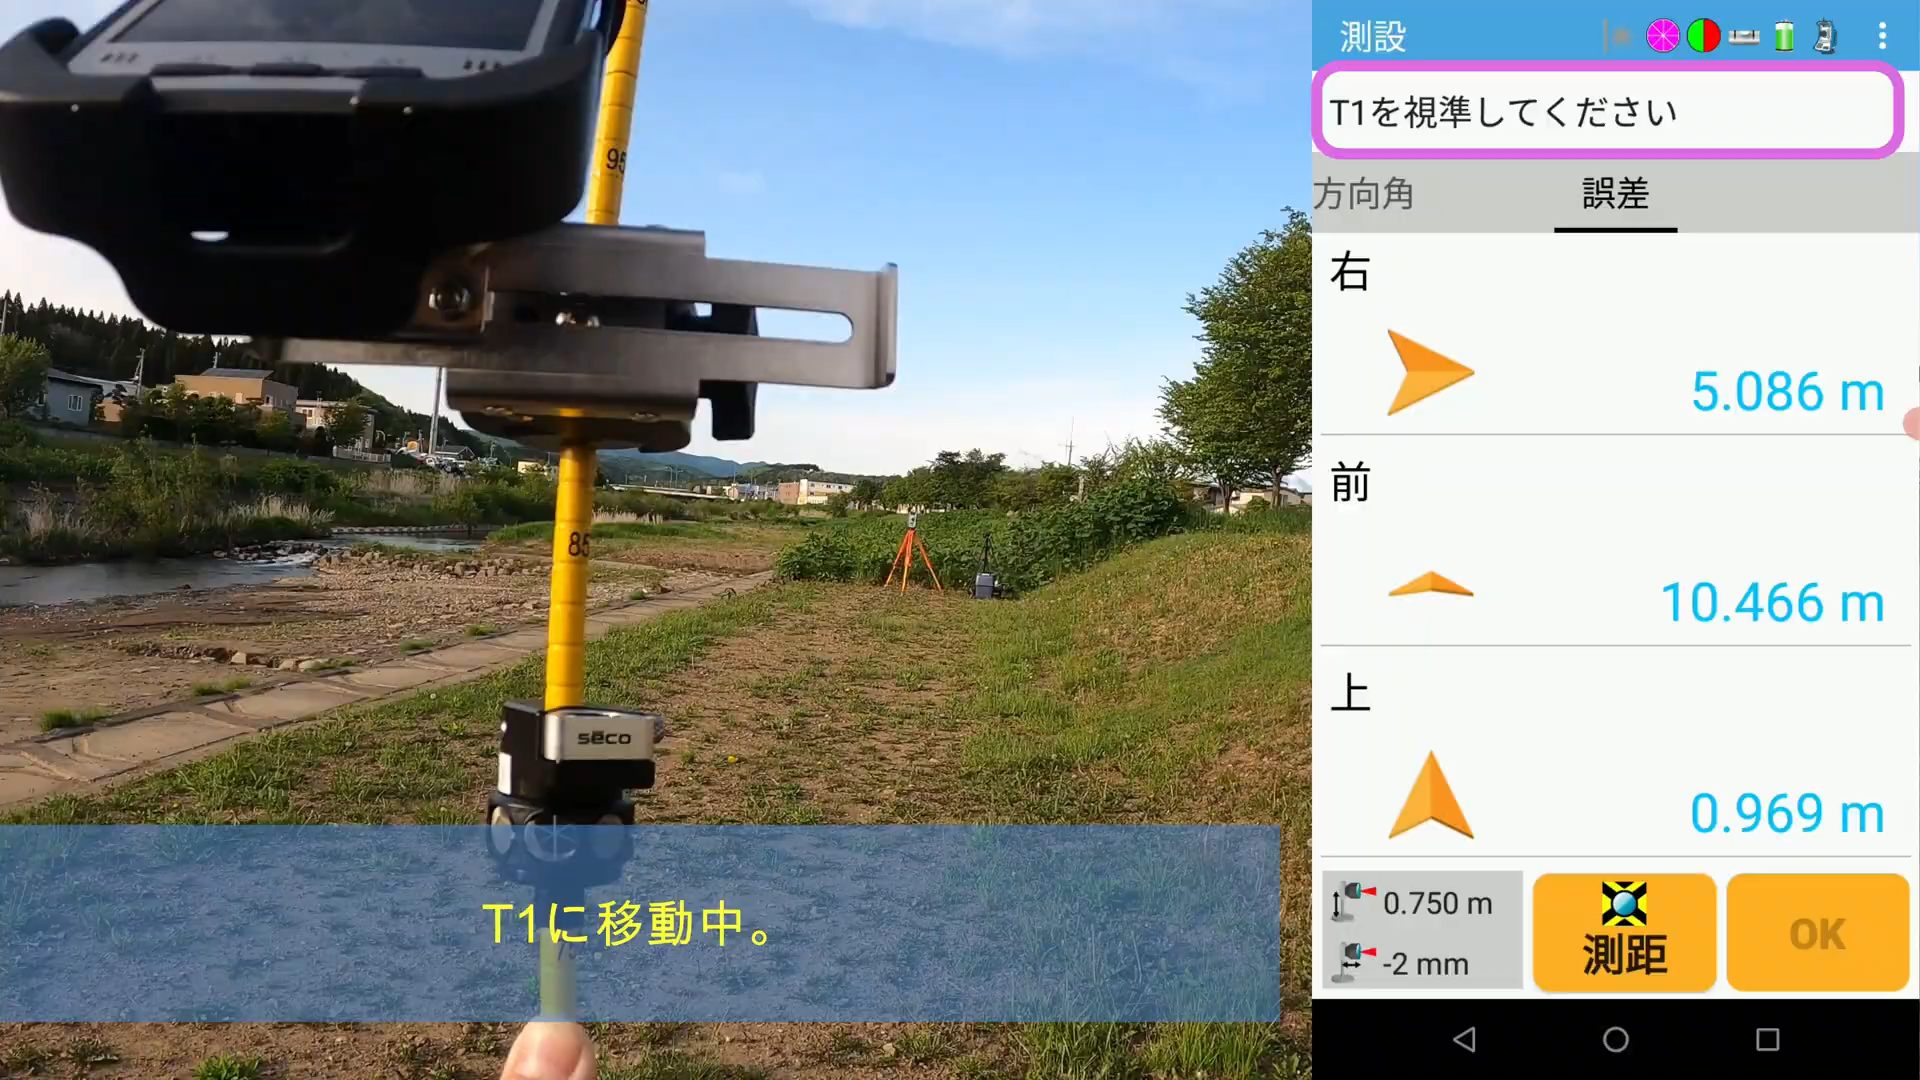 95
85
seco
T1に移動中。
測設
T1を視準してください
方向角 誤差
右
5.086 m
前
10.466 m
上
0.969 m
0.750 m
-2 mm
測距
OK